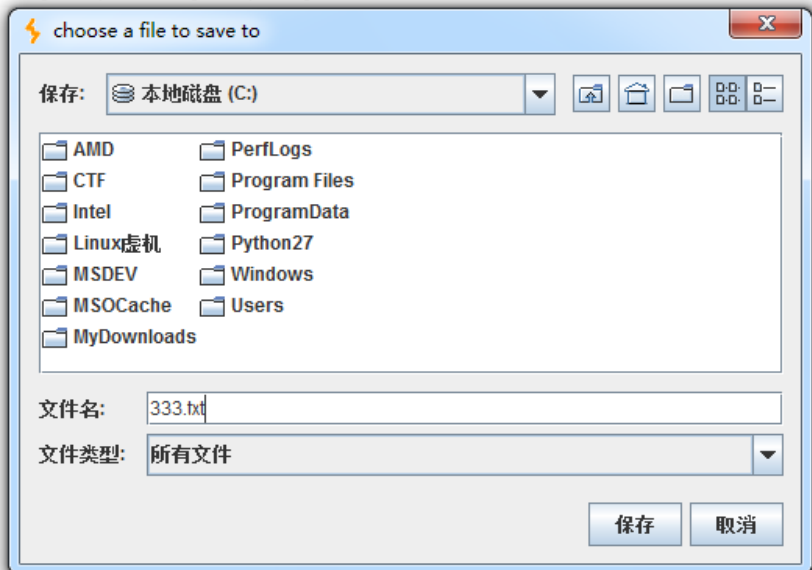 choose a file to save to
保存: 本地磁盘 (C:)
AMD PerfLogs
CTF Program Files
Intel ProgramData
Linux虚机 Python27
MSDEV Windows
MSOCache Users
MyDownloads
文件名: 333.txt
文件类型: 所有文件
保存 取消